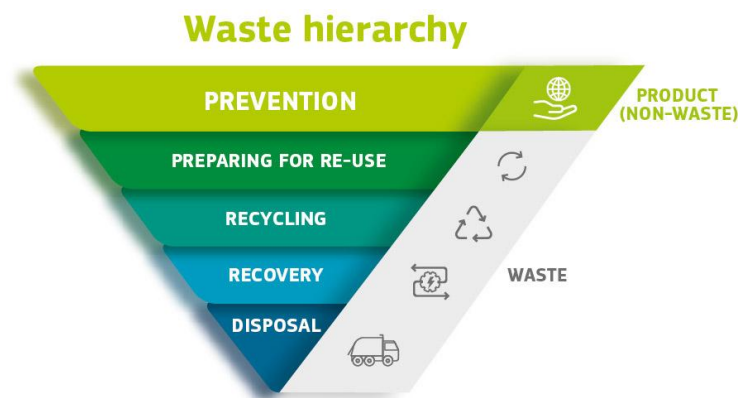 Waste hierarchy
PREVENTION
PRODUCT
(NON-WASTE)
PREPARING FOR RE-USE
RECYCLING
RECOVERY
WASTE
DISPOSAL